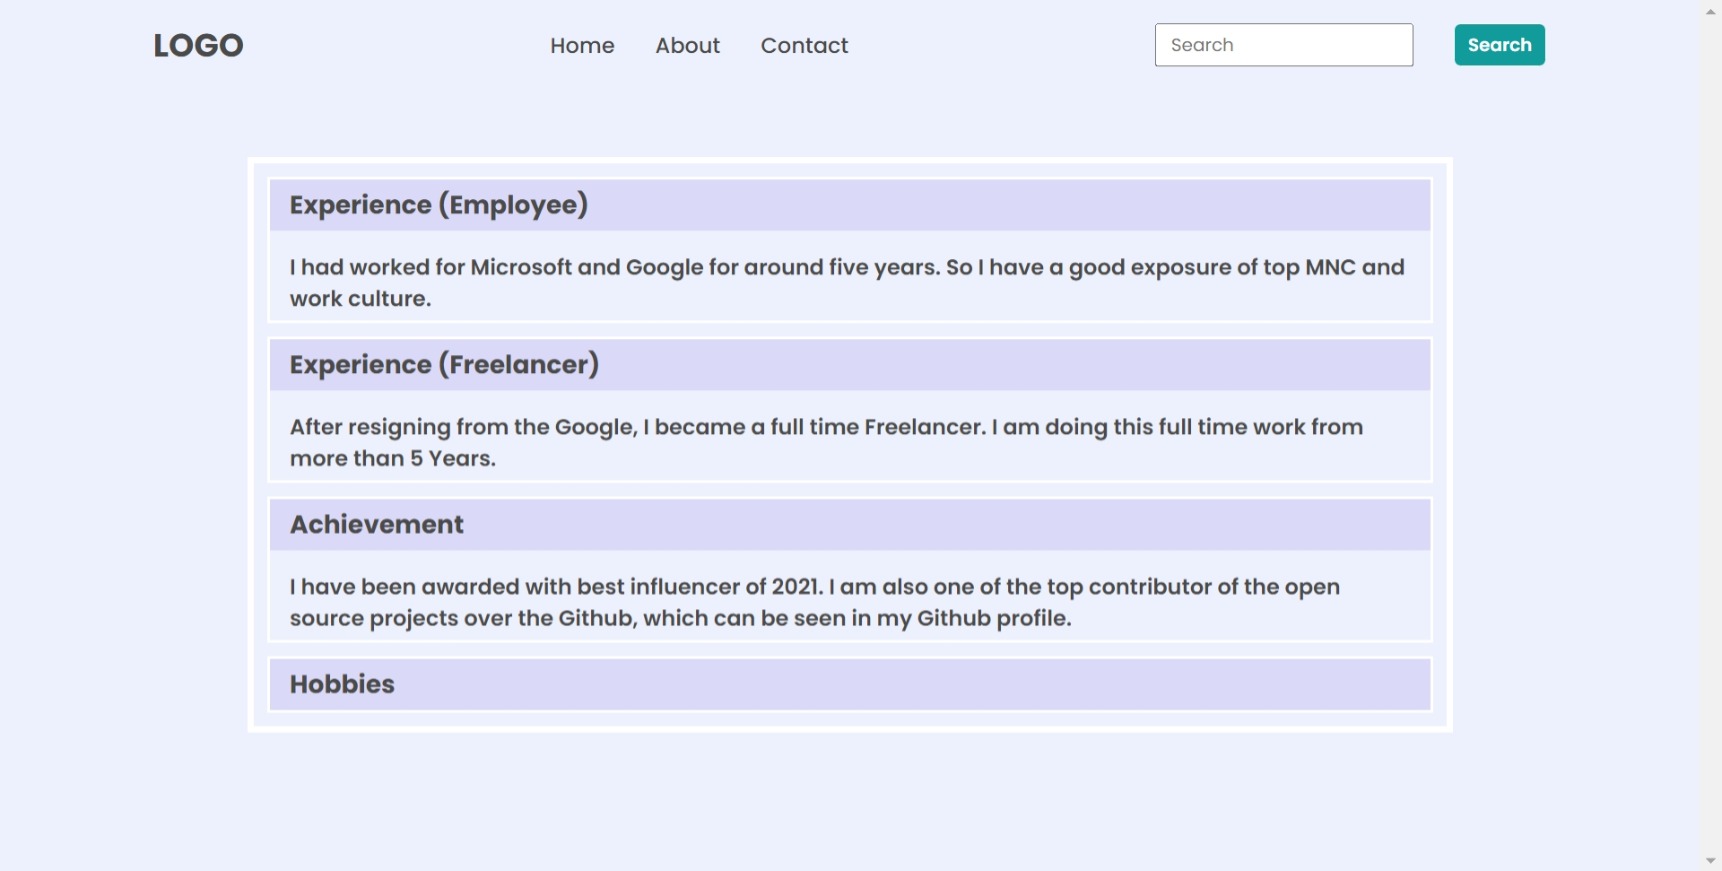 LOGO
Home
About
Contact
Search
Search
Experience (Employee)
I had worked for Microsoft and Google for around five years. So I have a good exposure of top MNC and
work culture.
Experience (Freelancer)
After resigning from the Google, I became a full time Freelancer. I am doing this full time work from
more than 5 Years.
Achievement
I have been awarded with best influencer of 2021. I am also one of the top contributor of the open
source projects over the Github, which can be seen in my Github profile.
Hobbies